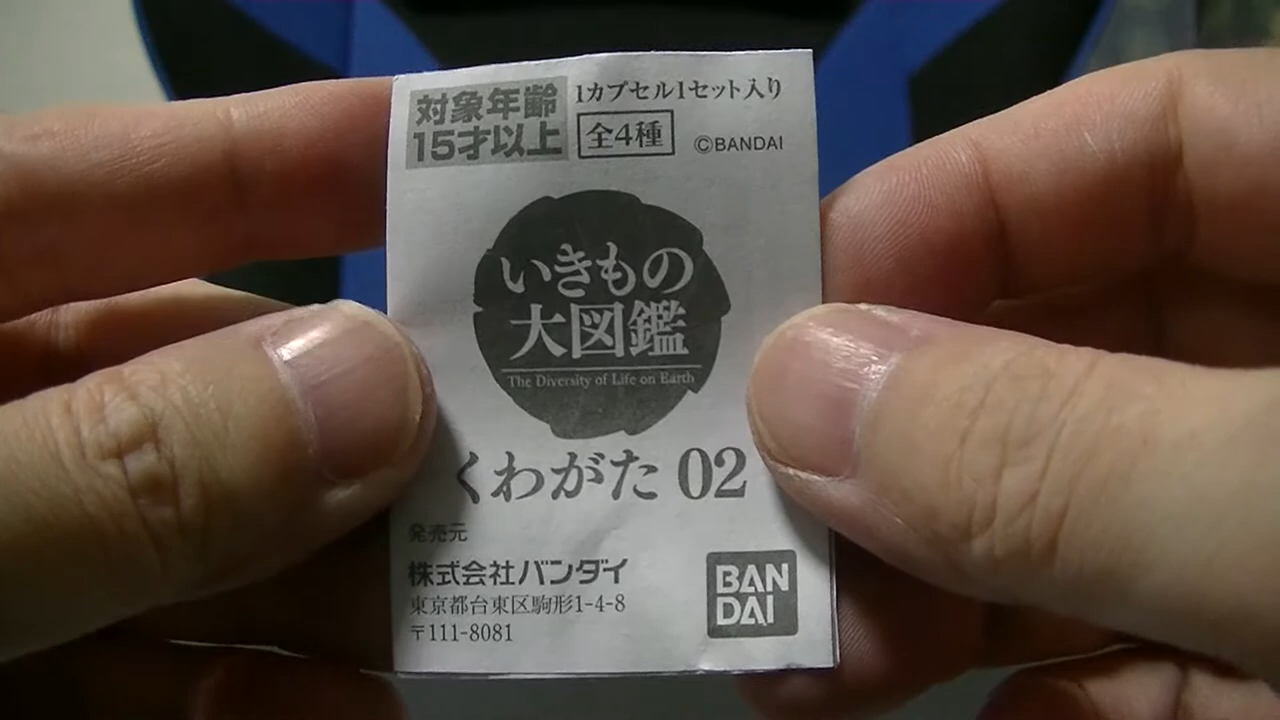 対象年齢
15才以上
1カプセル1セット入り
全4種
©BANDAI
いきもの
大図鑑
The Diversity of Life on Earth
くわがた 02
発売元
株式会社バンダイ
東京都台東区駒形1-4-8
〒111-8081
BAN
DAI